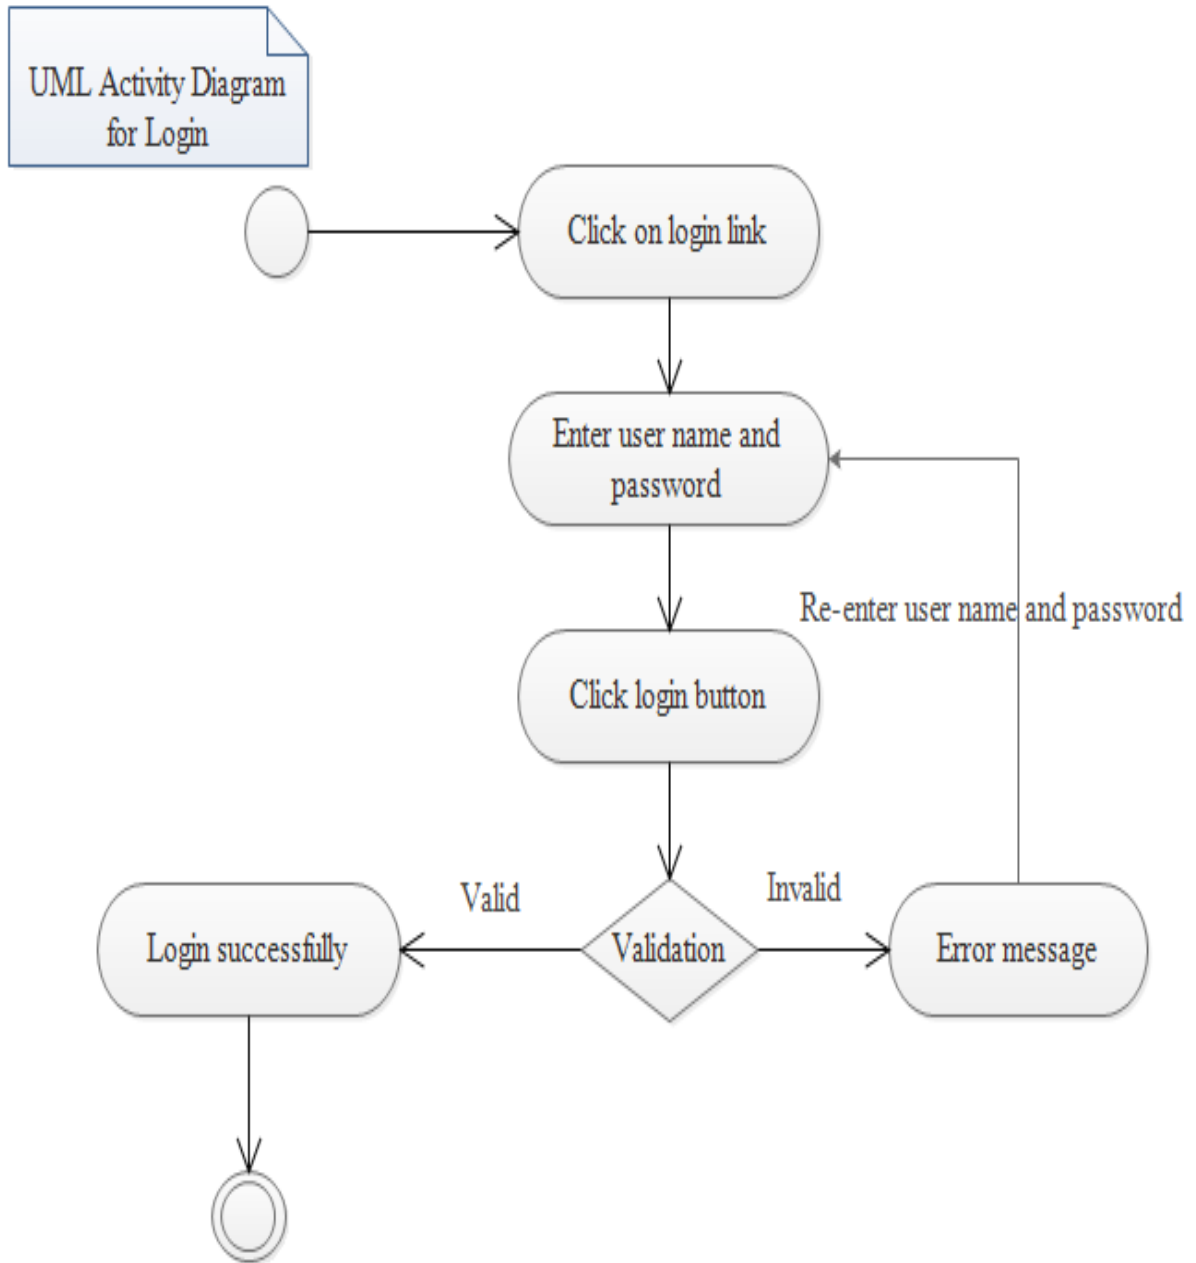 UML Activity Diagram
for Login
Click on login link
Enter user name and
password
Re-enter user name and password
Click login button
Valid
Invalid
Login successfully
Validation
Error message